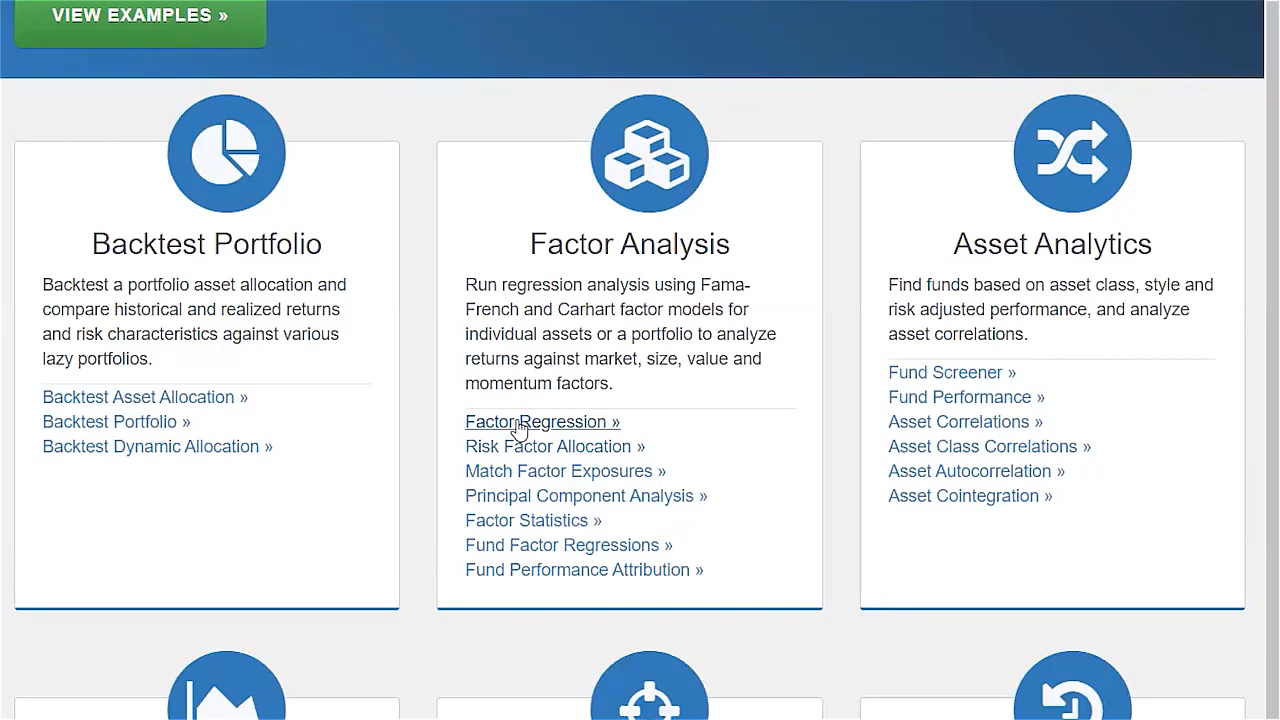 VIEW EXAMPLES »
Backtest Portfolio
Backtest a portfolio asset allocation and
compare historical and realized returns
and risk characteristics against various
lazy portfolios.
Backtest Asset Allocation »
Backtest Portfolio »
Backtest Dynamic Allocation »
Factor Analysis
Run regression analysis using Fama-
French and Carhart factor models for
individual assets or a portfolio to analyze
returns against market, size, value and
momentum factors.
Factor Regression »
Risk Factor Allocation »
Match Factor Exposures »
Principal Component Analysis »
Factor Statistics »
Fund Factor Regressions »
Fund Performance Attribution »
Asset Analytics
Find funds based on asset class, style and
risk adjusted performance, and analyze
asset correlations.
Fund Screener »
Fund Performance »
Asset Correlations »
Asset Class Correlations »
Asset Autocorrelation »
Asset Cointegration »